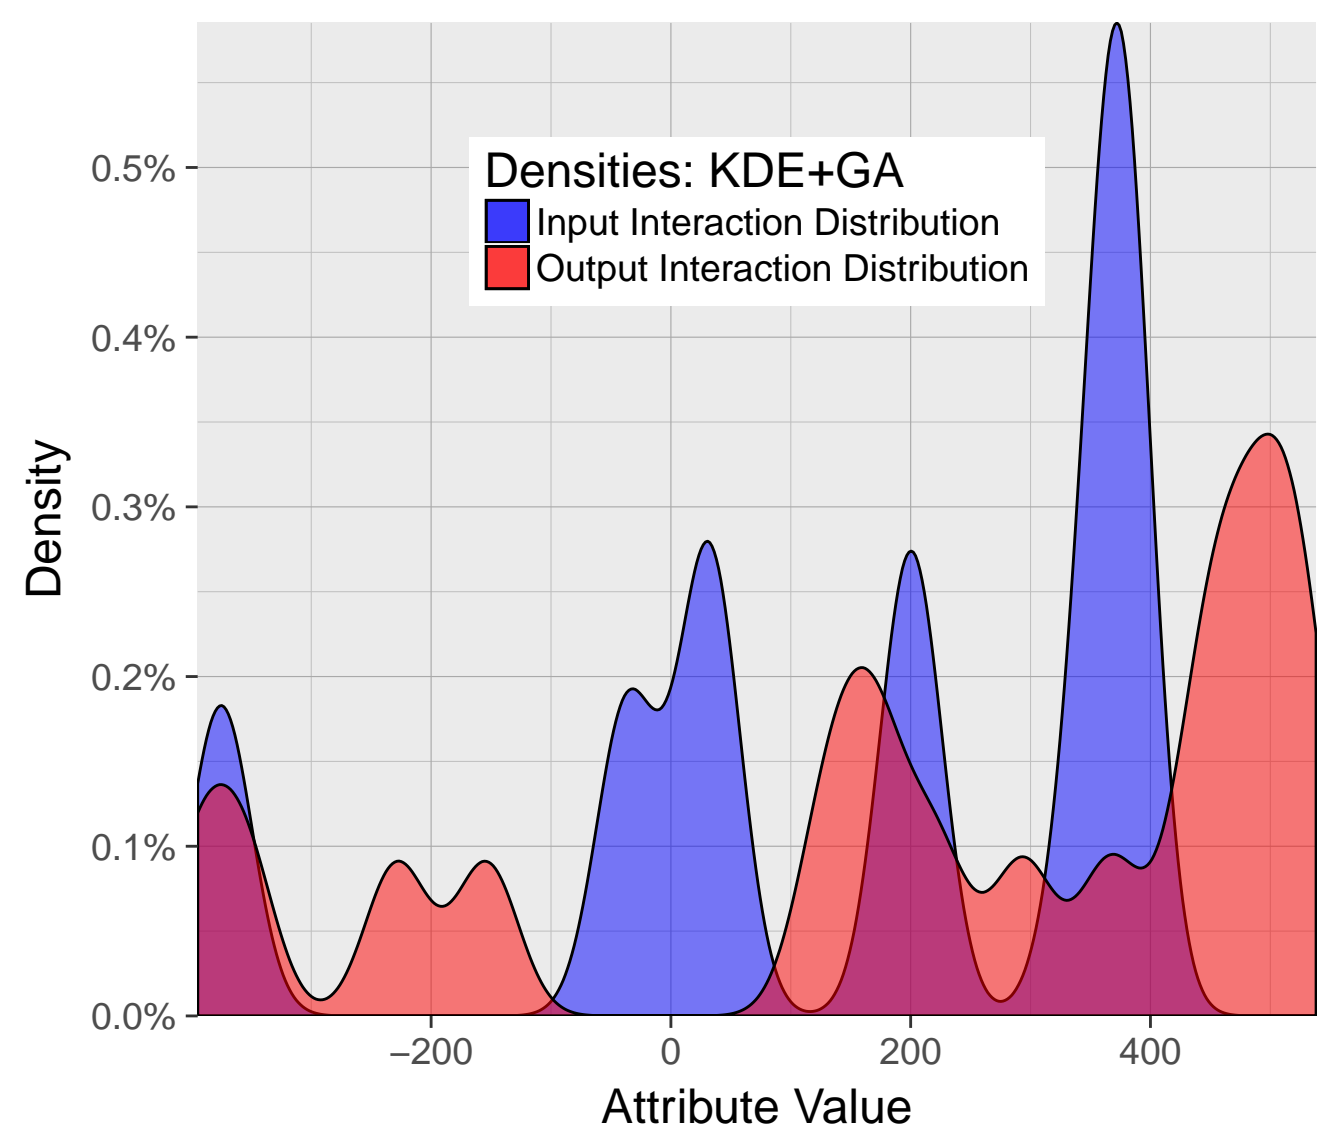 Densities: KDE+GA
Input Interaction Distribution
Output Interaction Distribution
0.5%
0.4%
0.3%
0.2%
0.1%
0.0%
Density
−200 0 200 400
Attribute Value